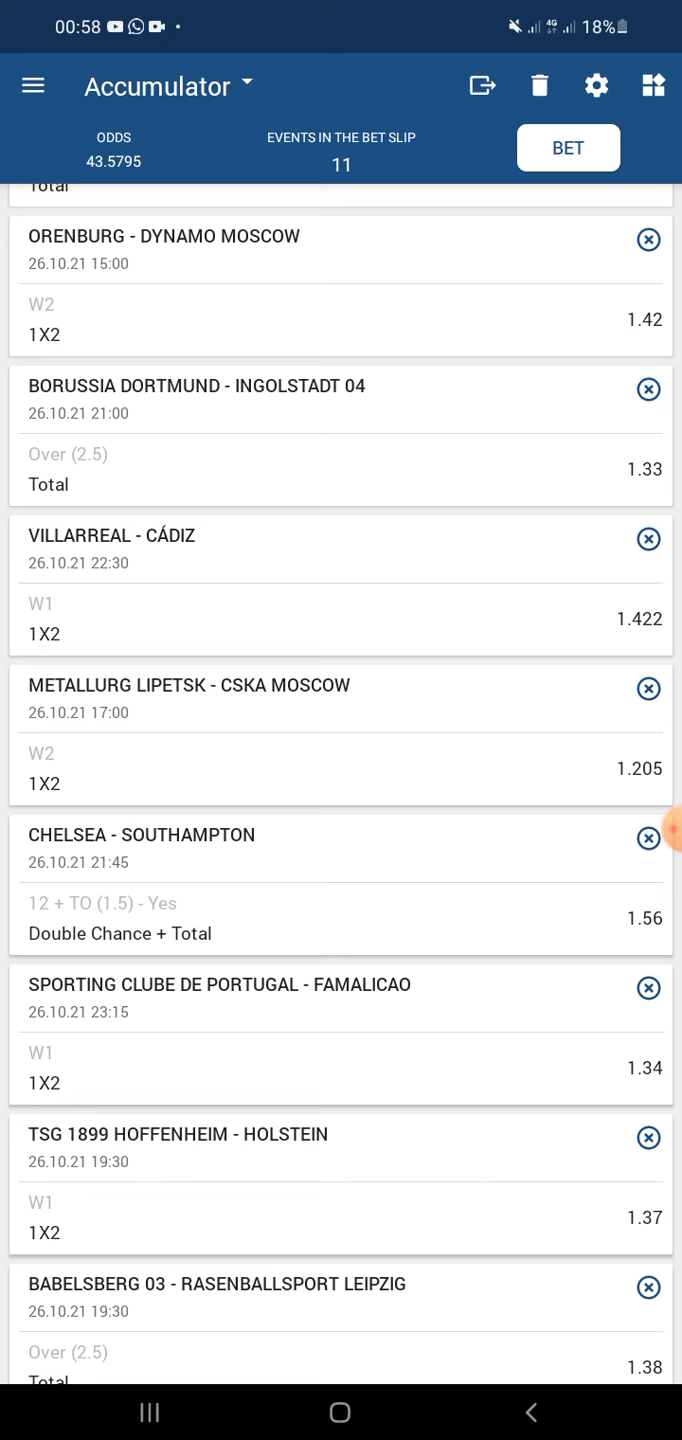 00:58
4G 18%
Accumulator
ODDS
43.5795
EVENTS IN THE BET SLIP
11
BET
Total
ORENBURG - DYNAMO MOSCOW
26.10.21 15:00
W2
1X2
1.42
BORUSSIA DORTMUND - INGOLSTADT 04
26.10.21 21:00
Over (2.5)
Total
1.33
VILLARREAL - CÁDIZ
26.10.21 22:30
W1
1X2
1.422
METALLURG LIPETSK - CSKA MOSCOW
26.10.21 17:00
W2
1X2
1.205
CHELSEA - SOUTHAMPTON
26.10.21 21:45
12 + TO (1.5) - Yes
Double Chance + Total
1.56
SPORTING CLUBE DE PORTUGAL - FAMALICAO
26.10.21 23:15
W1
1X2
1.34
TSG 1899 HOFFENHEIM - HOLSTEIN
26.10.21 19:30
W1
1X2
1.37
BABELSBERG 03 - RASENBALLSPORT LEIPZIG
26.10.21 19:30
Over (2.5)
Total
1.38